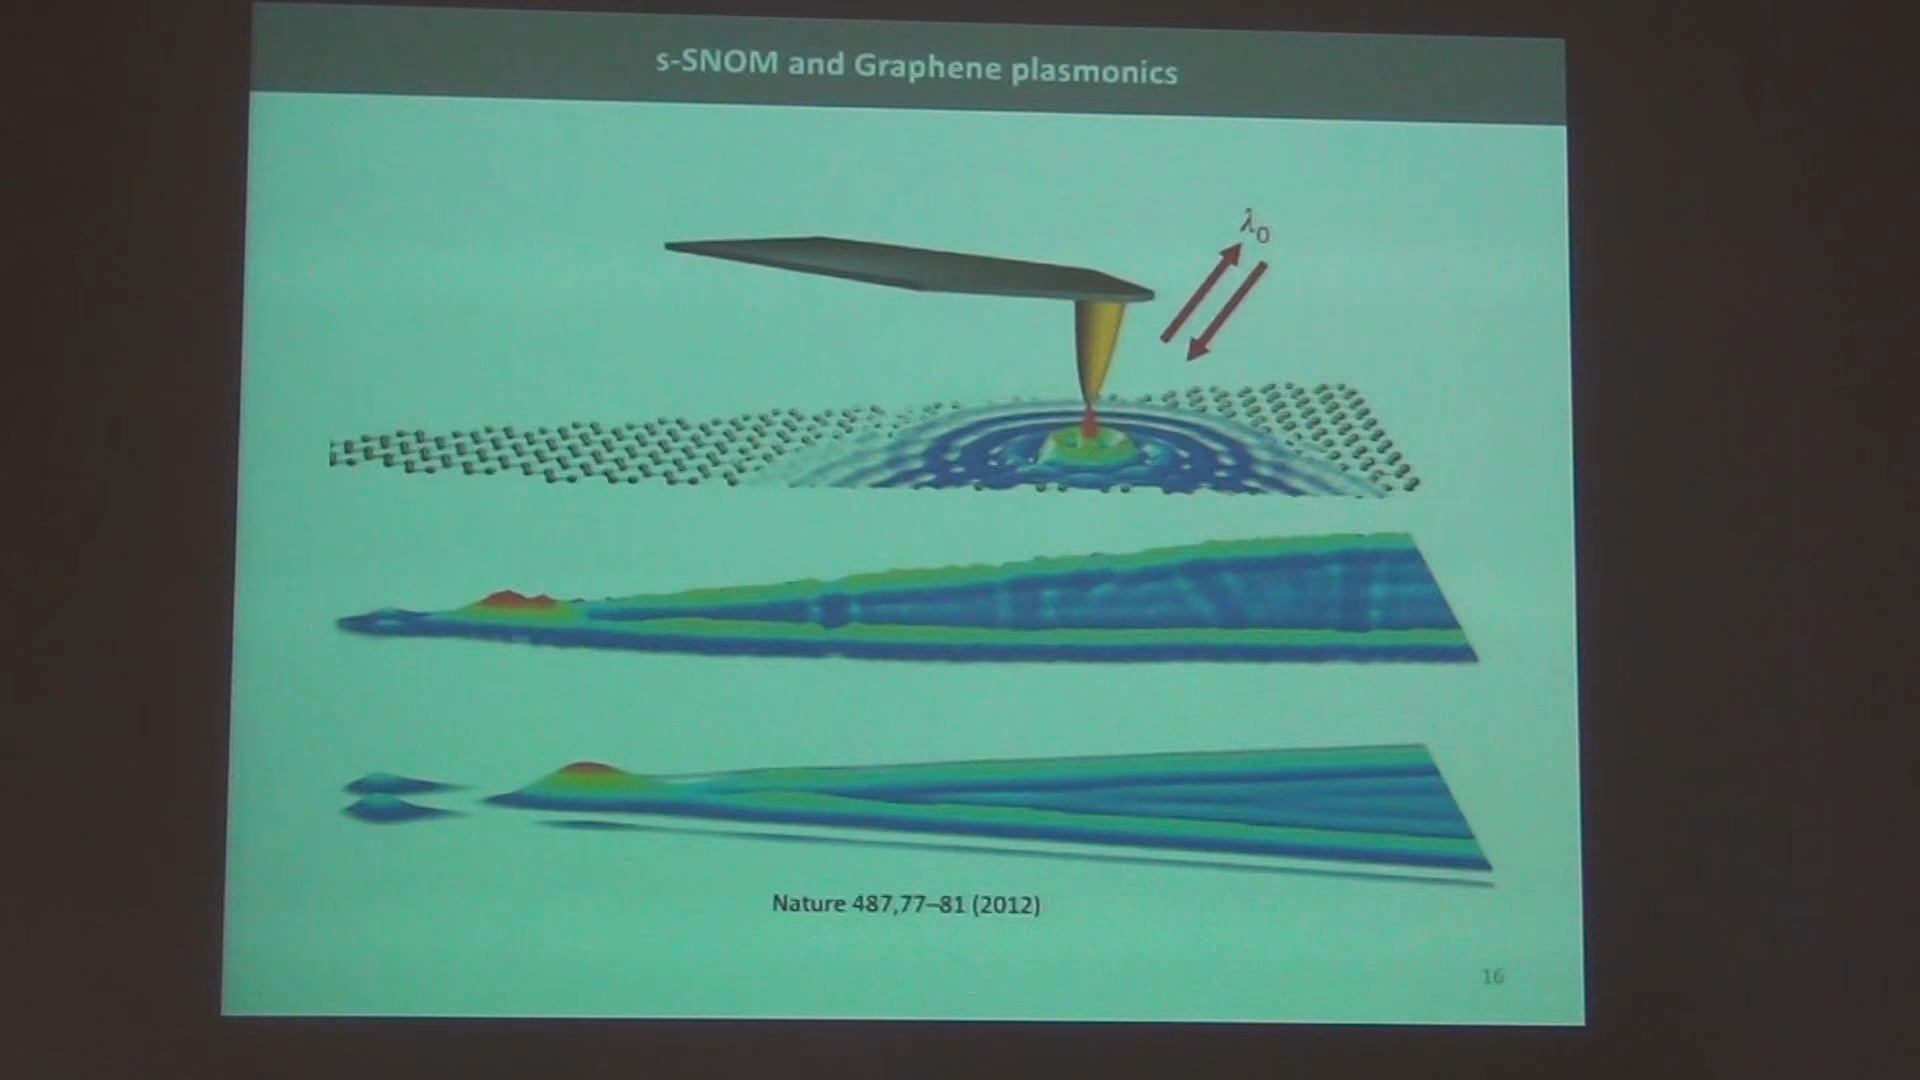 s-SNOM and Graphene plasmonics
λ0
Nature 487,77–81 (2012)
16